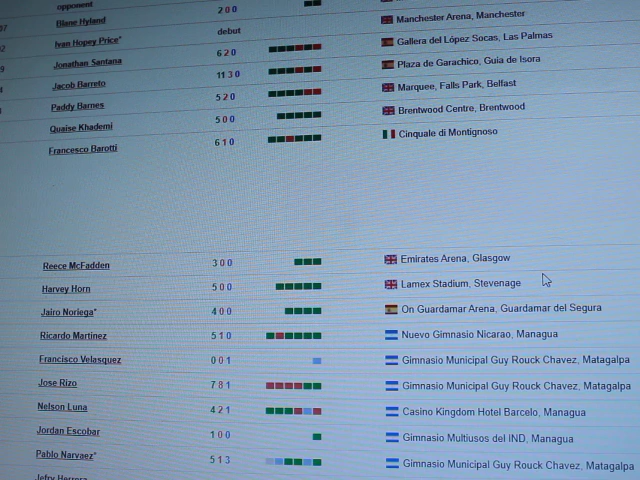 opponent
Blane Hyland 2 0 0
Ivan Hopey Price* debut Manchester Arena, Manchester
Jonathan Santana 6 2 0 Gallera del López Socas, Las Palmas
Jacob Barreto 11 3 0 Plaza de Garachico, Guia de Isora
Paddy Barnes 5 2 0 Marquee, Falls Park, Belfast
Quaise Khademi 5 0 0 Brentwood Centre, Brentwood
Francesco Barotti 6 1 0 Cinquale di Montignoso
Reece McFadden 3 0 0 Emirates Arena, Glasgow
Harvey Horn 5 0 0 Lamex Stadium, Stevenage
Jairo Noriega* 4 0 0 On Guardamar Arena, Guardamar del Segura
Ricardo Martinez 5 1 0 Nuevo Gimnasio Nicarao, Managua
Francisco Velasquez 0 0 1 Gimnasio Municipal Guy Rouck Chavez, Matagalpa
Jose Rizo 7 8 1 Gimnasio Municipal Guy Rouck Chavez, Matagalpa
Nelson Luna 4 2 1 Casino Kingdom Hotel Barcelo, Managua
Jordan Escobar 1 0 0 Gimnasio Multiusos del IND, Managua
Pablo Narvaez* 5 1 3 Gimnasio Municipal Guy Rouck Chavez, Matagalpa